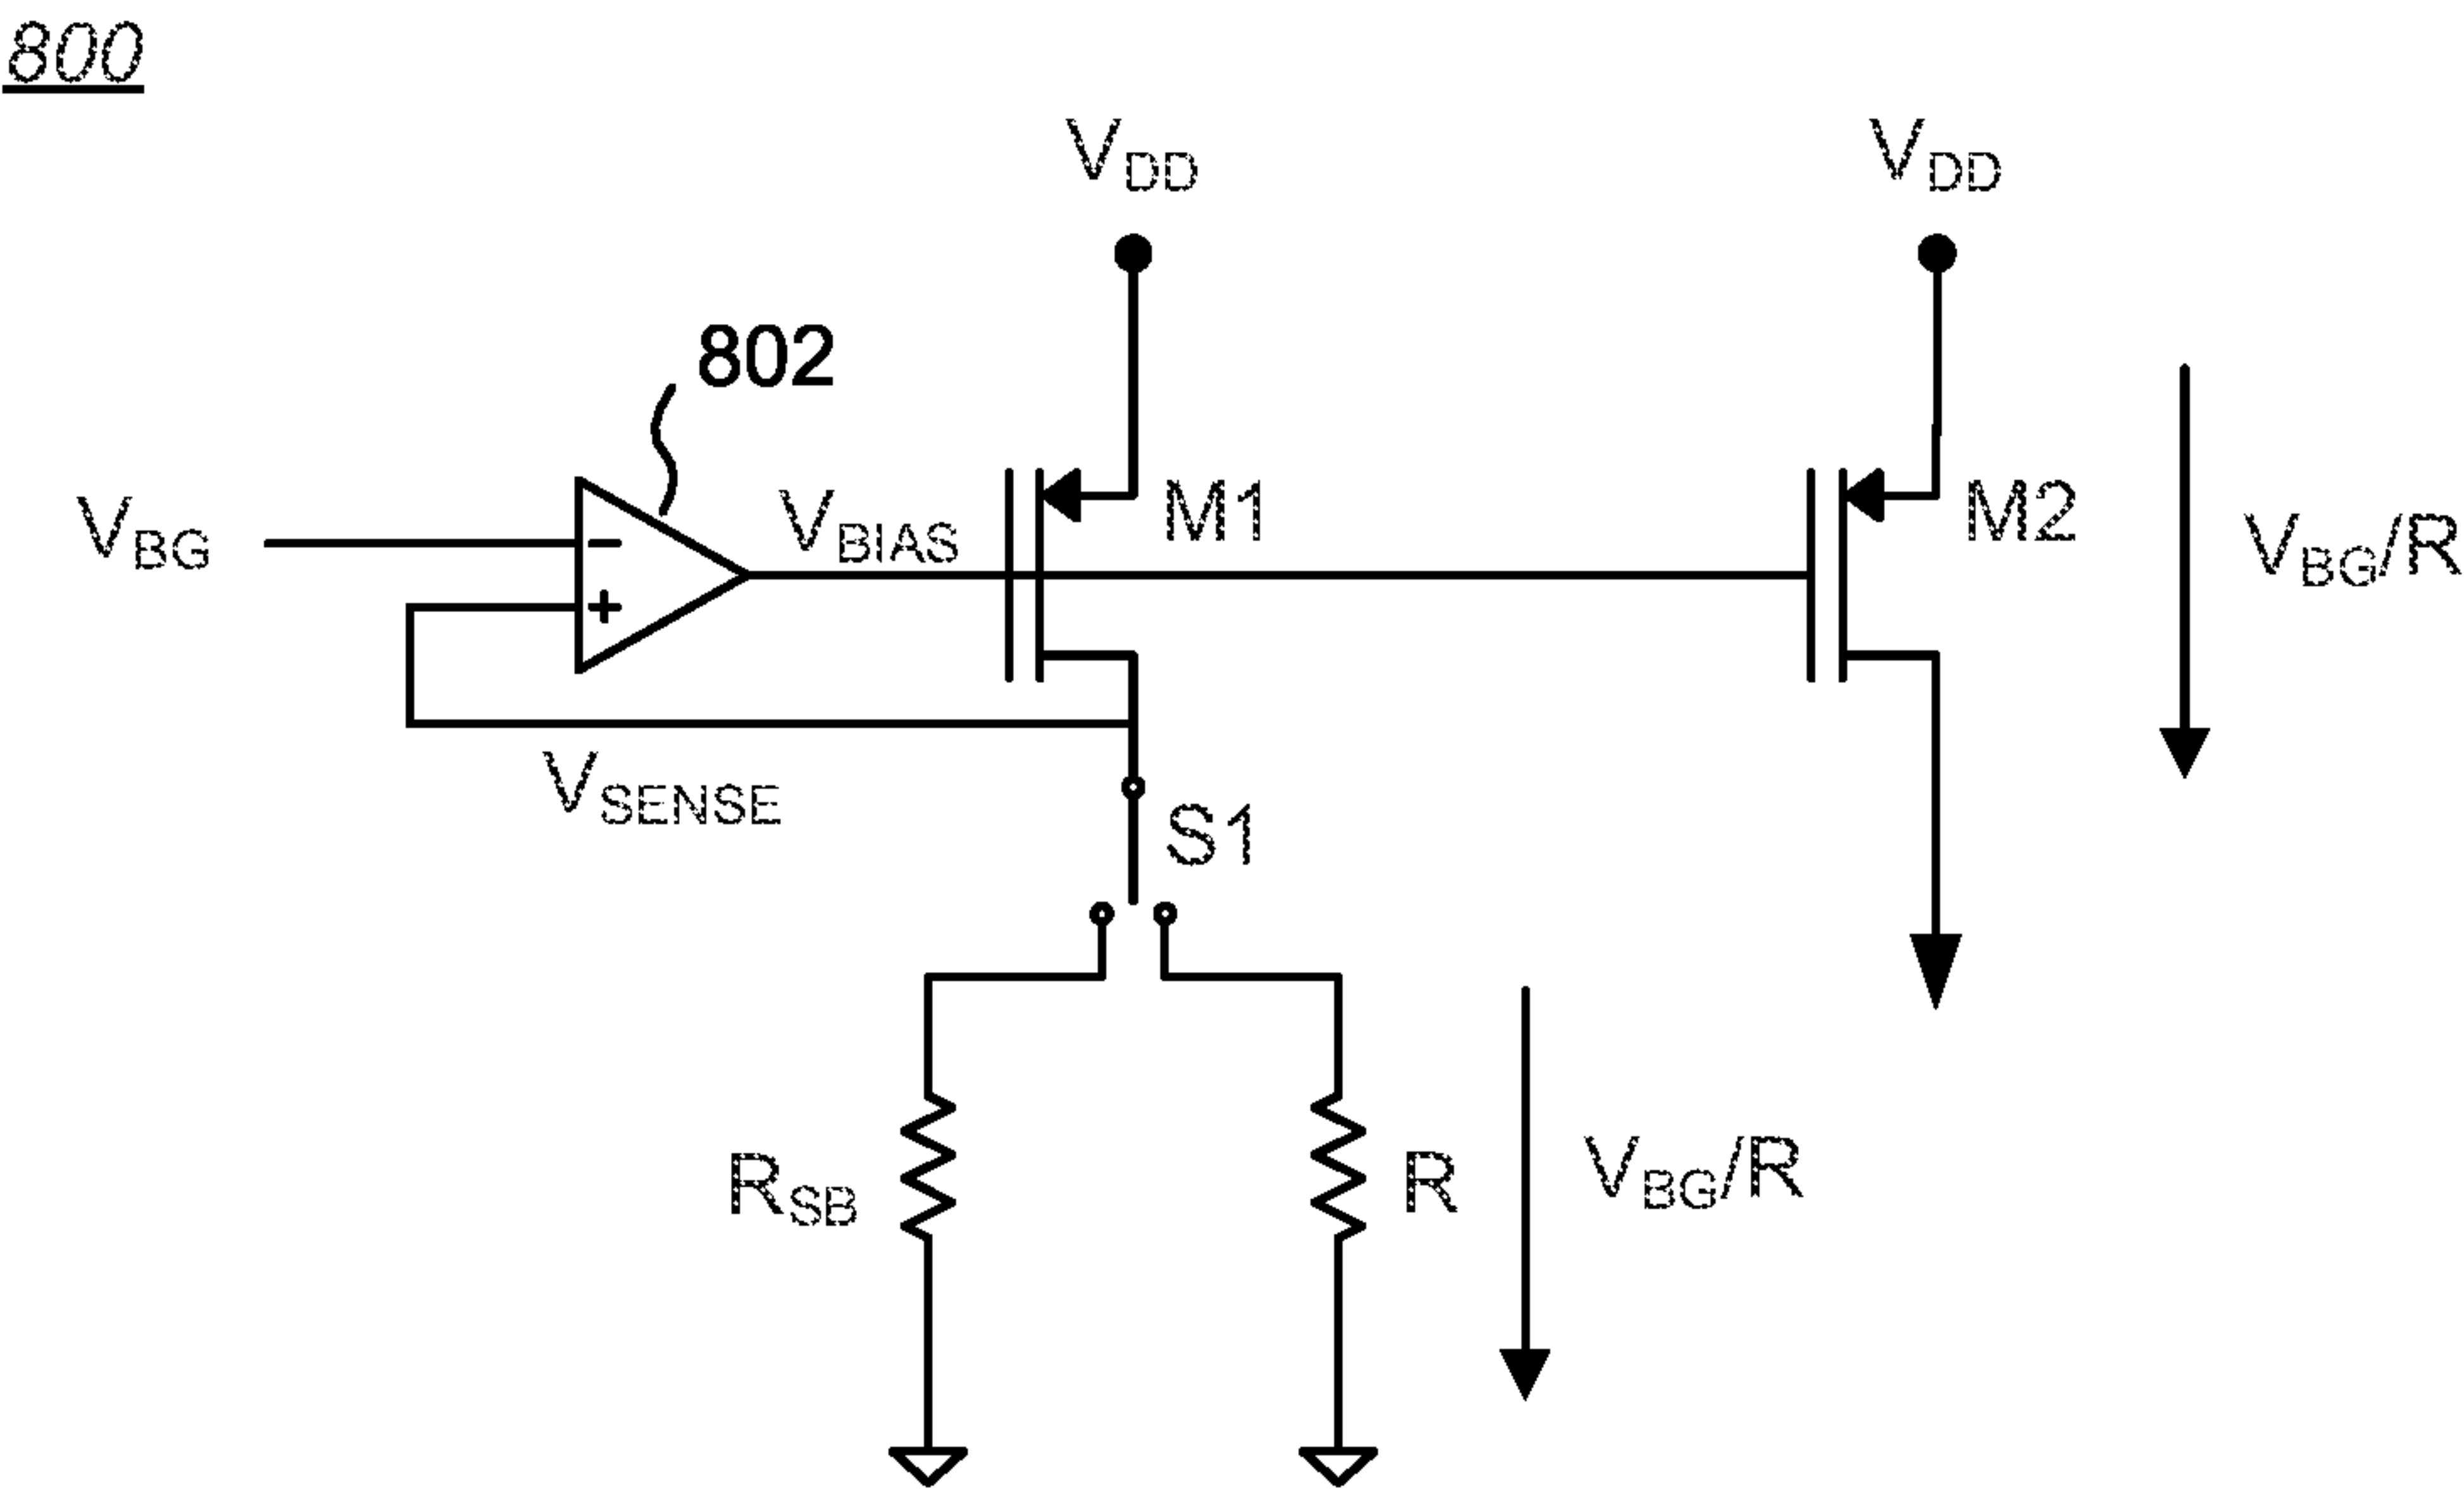 800
VDD
VDD
802
VBG
VBIAS
M1
M2
VBG/R
-
+
VSENSE
S1
RSB
R
VBG/R